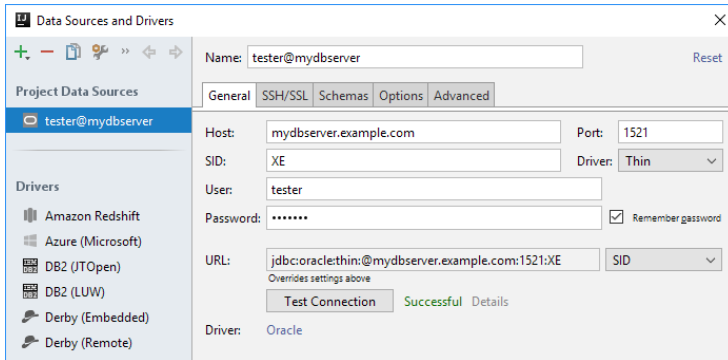 Data Sources and Drivers
Name: tester@mydbserver Reset
Project Data Sources
tester@mydbserver
General SSH/SSL Schemas Options Advanced
Host: mydbserver.example.com Port: 1521
SID: XE Driver: Thin
User: tester
Password: ••••••• Remember password
URL: jdbc:oracle:thin:@mydbserver.example.com:1521:XE SID
Overrides settings above
Test Connection Successful Details
Driver: Oracle
Drivers
Amazon Redshift
Azure (Microsoft)
DB2 (JTOpen)
DB2 (LUW)
Derby (Embedded)
Derby (Remote)